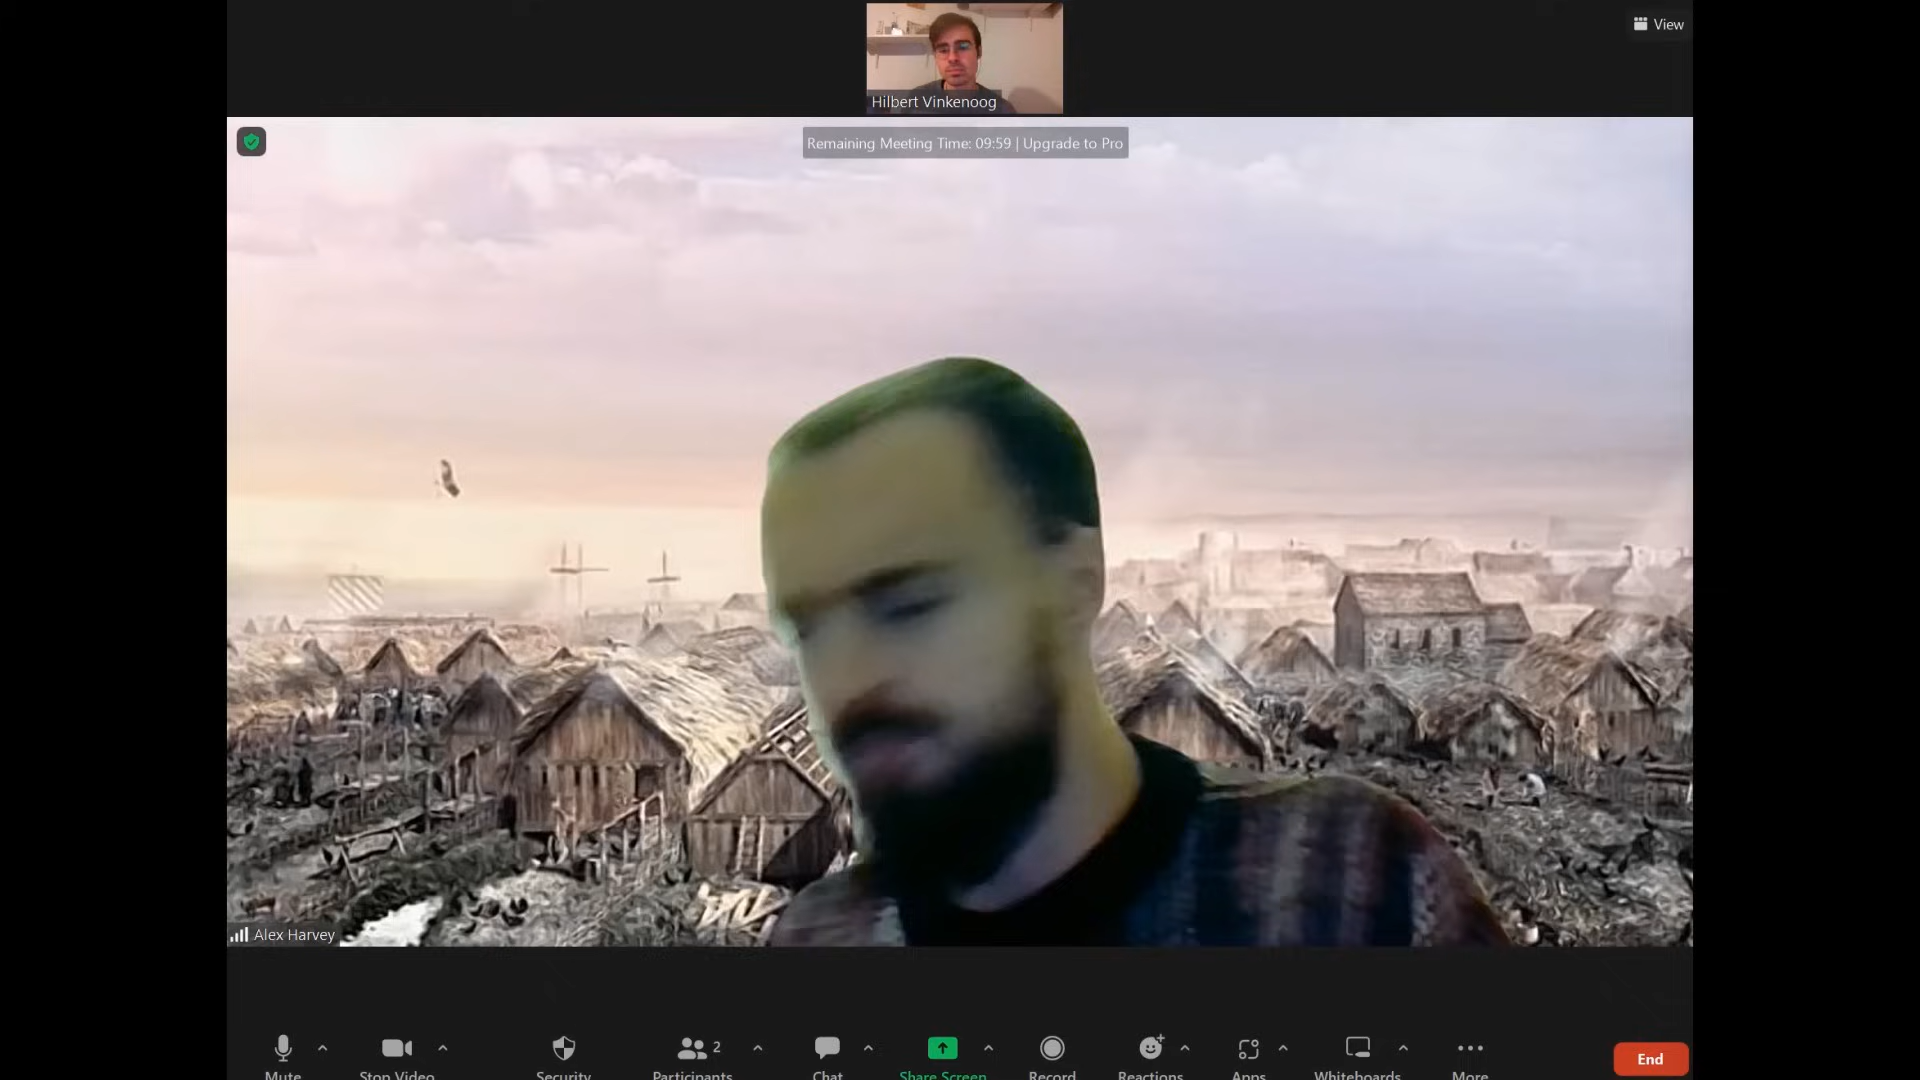 View
Hilbert Vinkenoog
Remaining Meeting Time: 09:59 | Upgrade to Pro
Alex Harvey
2
Mute
Stop Video
Security
Participants
Chat
Share Screen
Record
Reactions
Apps
Whiteboards
More
End